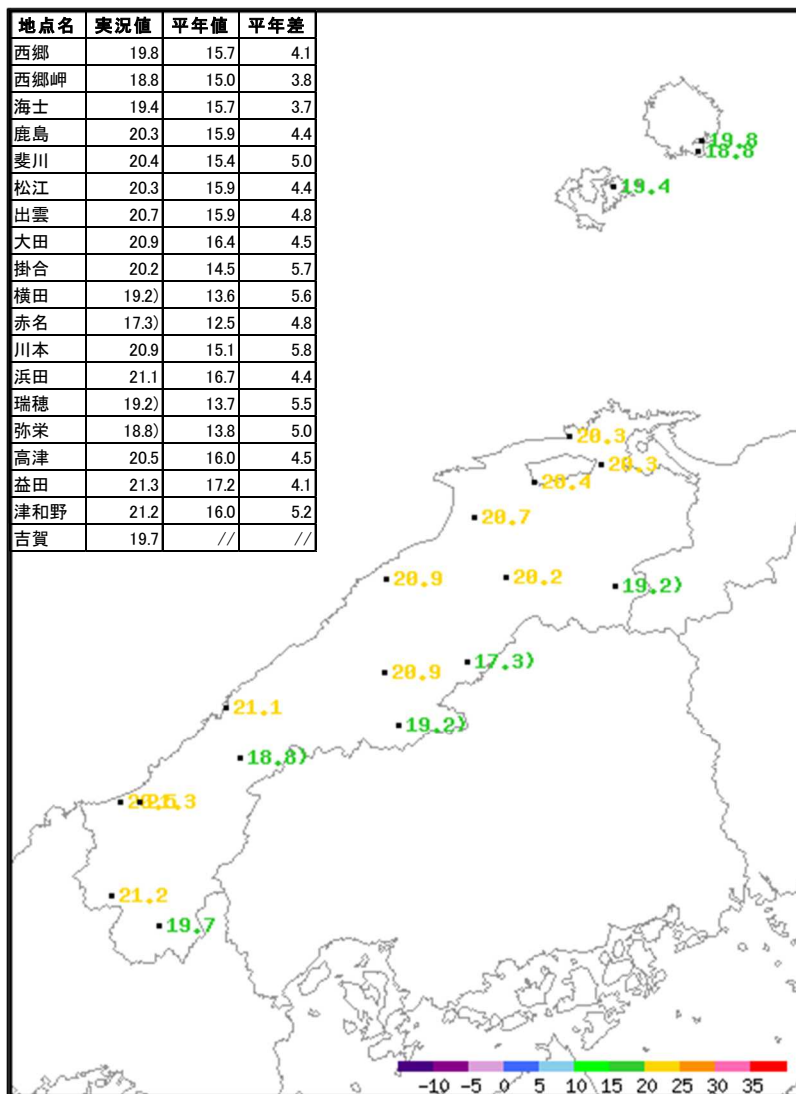 地点名 実況値 平年値 平年差
西郷 19.8 15.7 4.1
西郷岬 18.8 15.0 3.8
海士 19.4 15.7 3.7
鹿島 20.3 15.9 4.4
斐川 20.4 15.4 5.0
松江 20.3 15.9 4.4
出雲 20.7 15.9 4.8
大田 20.9 16.4 4.5
掛合 20.2 14.5 5.7
横田 19.2) 13.6 5.6
赤名 17.3) 12.5 4.8
川本 20.9 15.1 5.8
浜田 21.1 16.7 4.4
瑞穂 19.2) 13.7 5.5
弥栄 18.8) 13.8 5.0
高津 20.5 16.0 4.5
益田 21.3 17.2 4.1
津和野 21.2 16.0 5.2
吉賀 19.7 // //
19.8
18.8
19.4
20.3
20.3
20.4
20.7
20.9
20.2
19.2)
17.3)
20.9
21.1
19.2)
18.8)
20.5
21.3
21.2
19.7
-10 -5 0 5 10 15 20 25 30 35